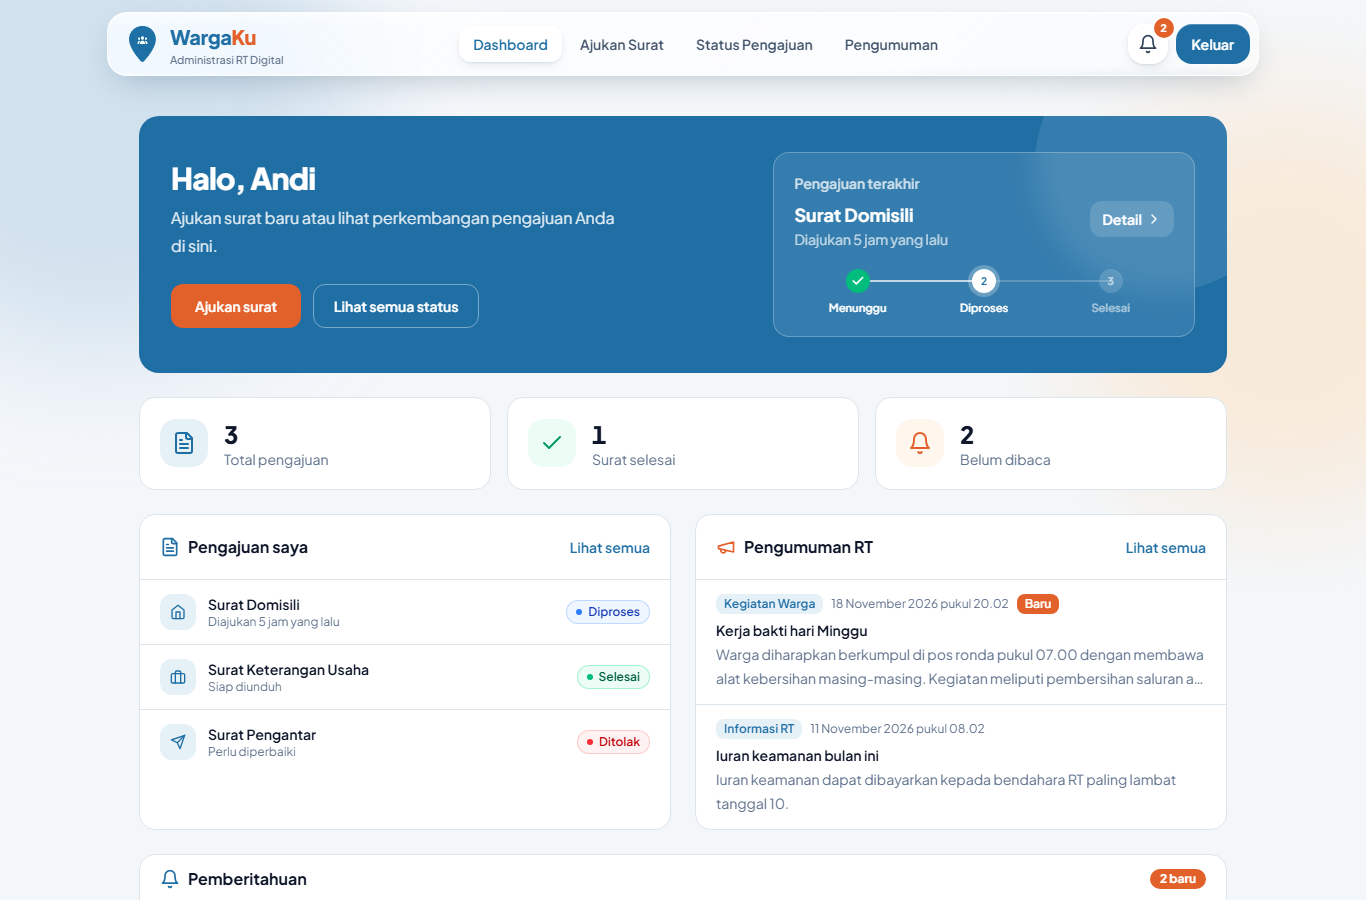 WargaKu
Administrasi RT Digital
Dashboard
Ajukan Surat
Status Pengajuan
Pengumuman
2
Keluar
Halo, Andi
Ajukan surat baru atau lihat perkembangan pengajuan Anda
di sini.
Ajukan surat
Lihat semua status
Pengajuan terakhir
Surat Domisili
Diajukan 5 jam yang lalu
Detail
2
3
Menunggu
Diproses
Selesai
3
Total pengajuan
1
Surat selesai
2
Belum dibaca
Pengajuan saya
Lihat semua
Surat Domisili
Diajukan 5 jam yang lalu
Diproses
Surat Keterangan Usaha
Siap diunduh
Selesai
Surat Pengantar
Perlu diperbaiki
Ditolak
Pengumuman RT
Lihat semua
Kegiatan Warga
18 November 2026 pukul 20.02
Baru
Kerja bakti hari Minggu
Warga diharapkan berkumpul di pos ronda pukul 07.00 dengan membawa
alat kebersihan masing-masing. Kegiatan meliputi pembersihan saluran a...
Informasi RT
11 November 2026 pukul 08.02
Iuran keamanan bulan ini
Iuran keamanan dapat dibayarkan kepada bendahara RT paling lambat
tanggal 10.
Pemberitahuan
2 baru